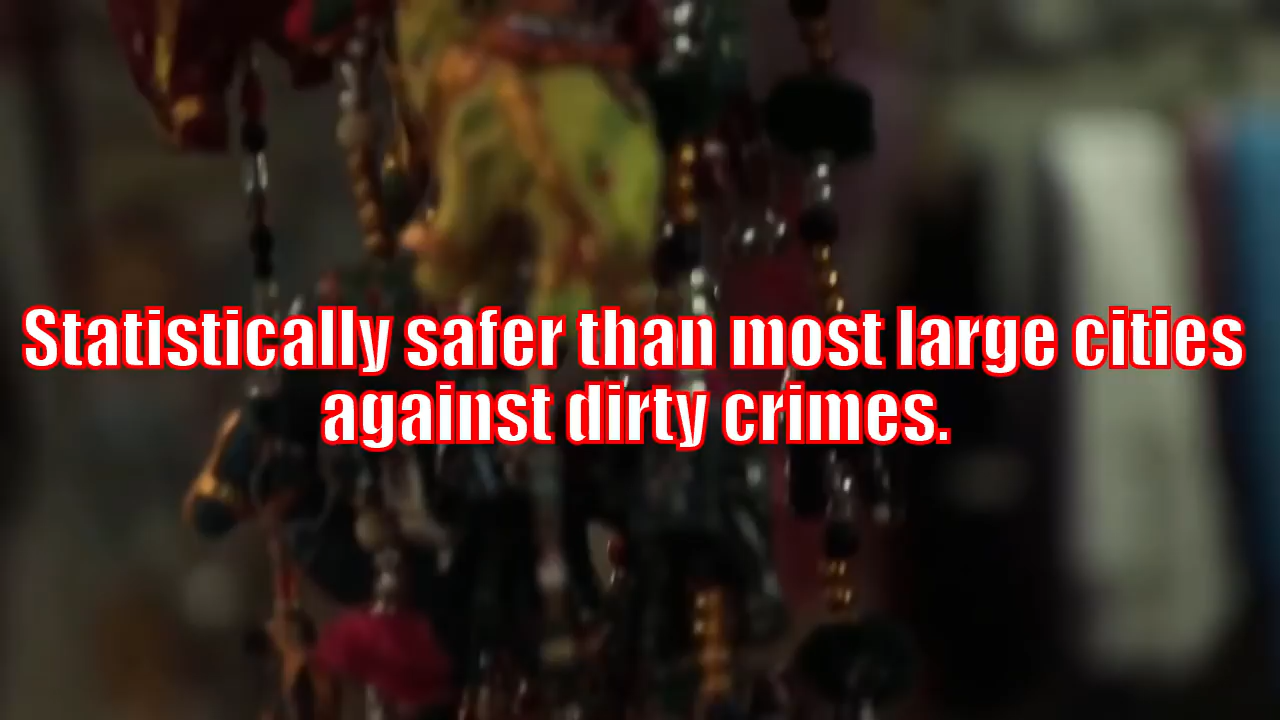 Statistically safer than most large cities
against dirty crimes.